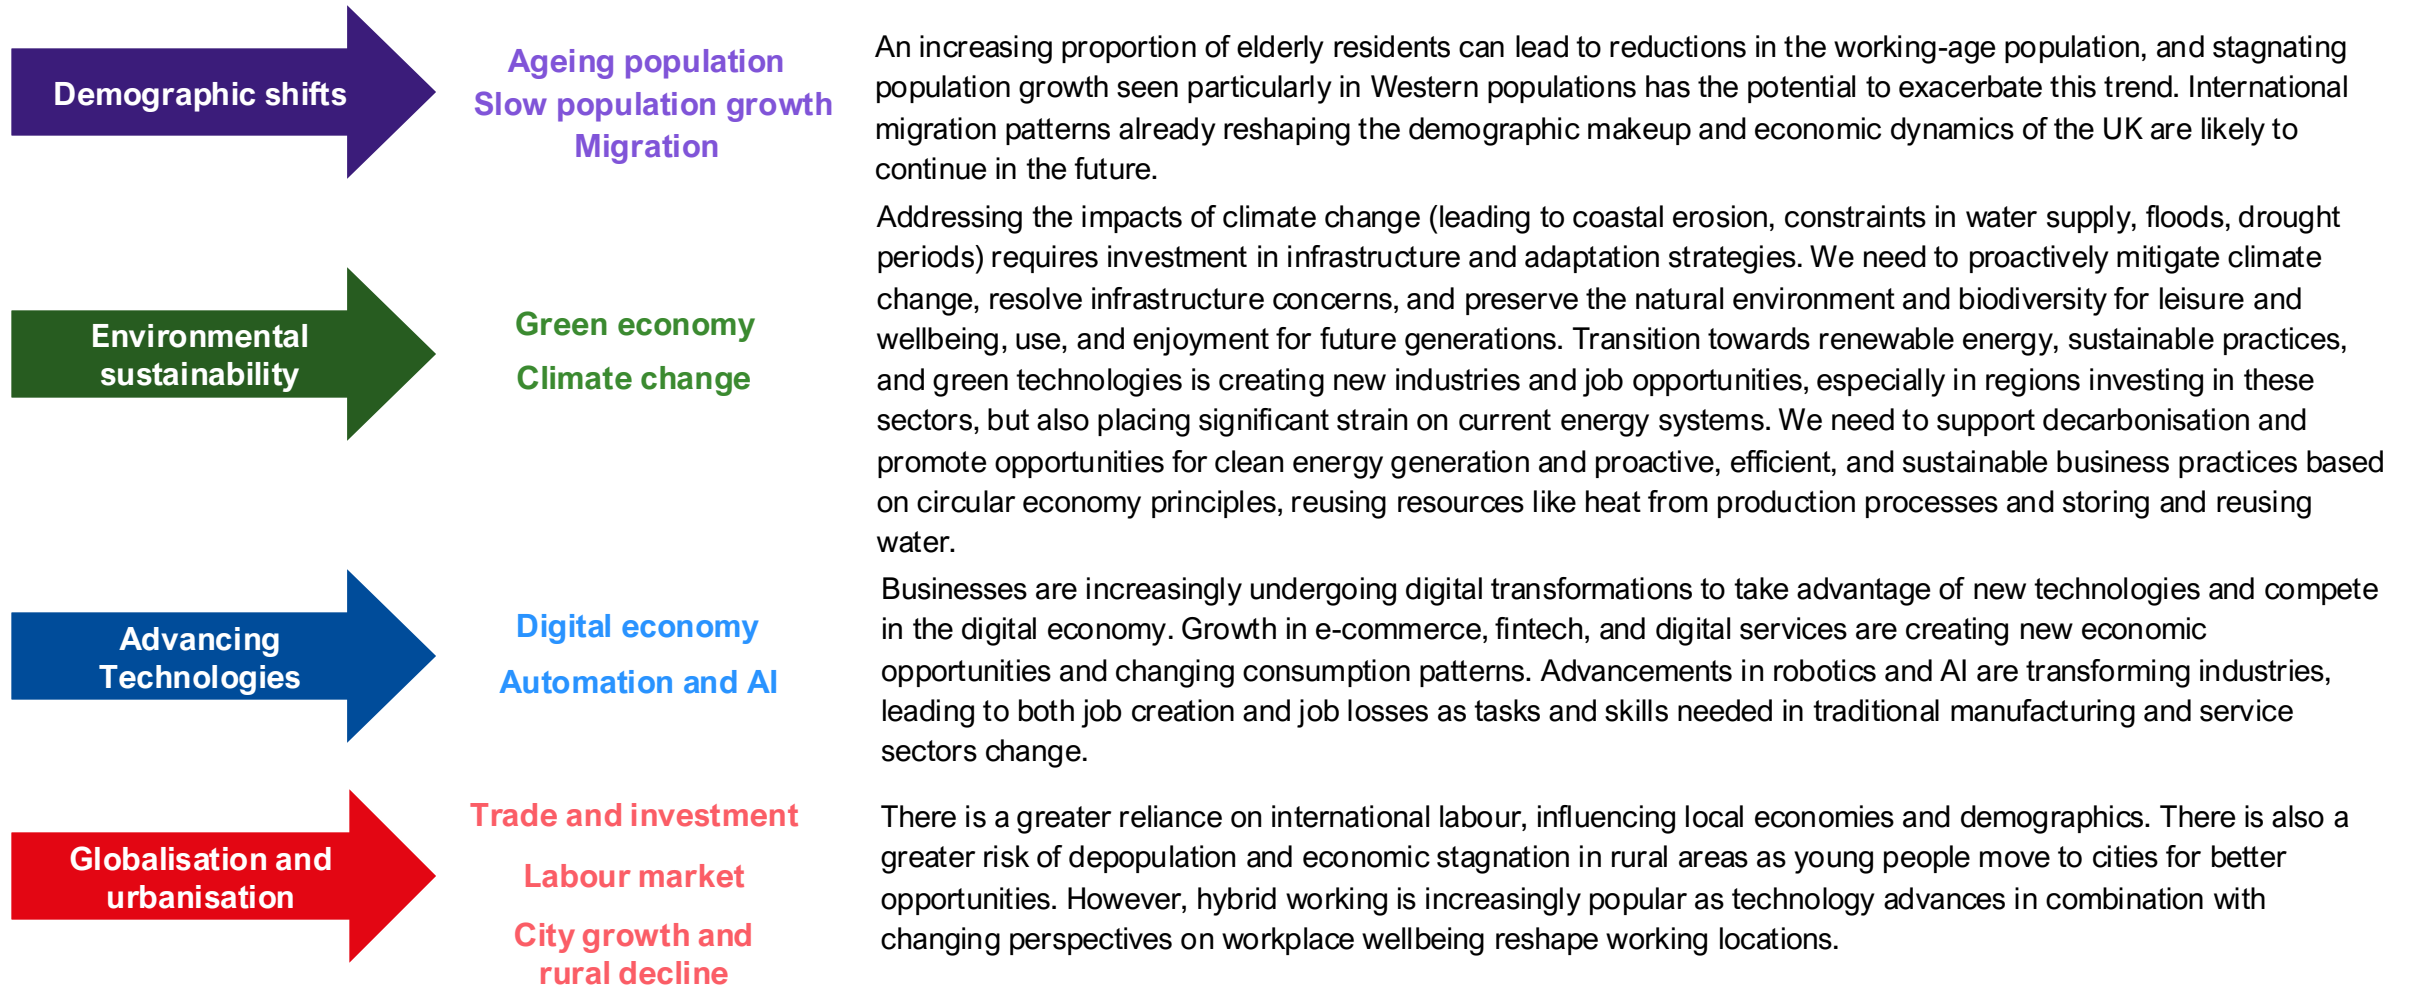 Demographic shifts
Ageing population
Slow population growth
Migration
An increasing proportion of elderly residents can lead to reductions in the working-age population, and stagnating
population growth seen particularly in Western populations has the potential to exacerbate this trend. International
migration patterns already reshaping the demographic makeup and economic dynamics of the UK are likely to
continue in the future.
Environmental
sustainability
Green economy
Climate change
Addressing the impacts of climate change (leading to coastal erosion, constraints in water supply, floods, drought
periods) requires investment in infrastructure and adaptation strategies. We need to proactively mitigate climate
change, resolve infrastructure concerns, and preserve the natural environment and biodiversity for leisure and
wellbeing, use, and enjoyment for future generations. Transition towards renewable energy, sustainable practices,
and green technologies is creating new industries and job opportunities, especially in regions investing in these
sectors, but also placing significant strain on current energy systems. We need to support decarbonisation and
promote opportunities for clean energy generation and proactive, efficient, and sustainable business practices based
on circular economy principles, reusing resources like heat from production processes and storing and reusing
water.
Advancing
Technologies
Digital economy
Automation and AI
Businesses are increasingly undergoing digital transformations to take advantage of new technologies and compete
in the digital economy. Growth in e-commerce, fintech, and digital services are creating new economic
opportunities and changing consumption patterns. Advancements in robotics and AI are transforming industries,
leading to both job creation and job losses as tasks and skills needed in traditional manufacturing and service
sectors change.
Globalisation and
urbanisation
Trade and investment
Labour market
City growth and
rural decline
There is a greater reliance on international labour, influencing local economies and demographics. There is also a
greater risk of depopulation and economic stagnation in rural areas as young people move to cities for better
opportunities. However, hybrid working is increasingly popular as technology advances in combination with
changing perspectives on workplace wellbeing reshape working locations.